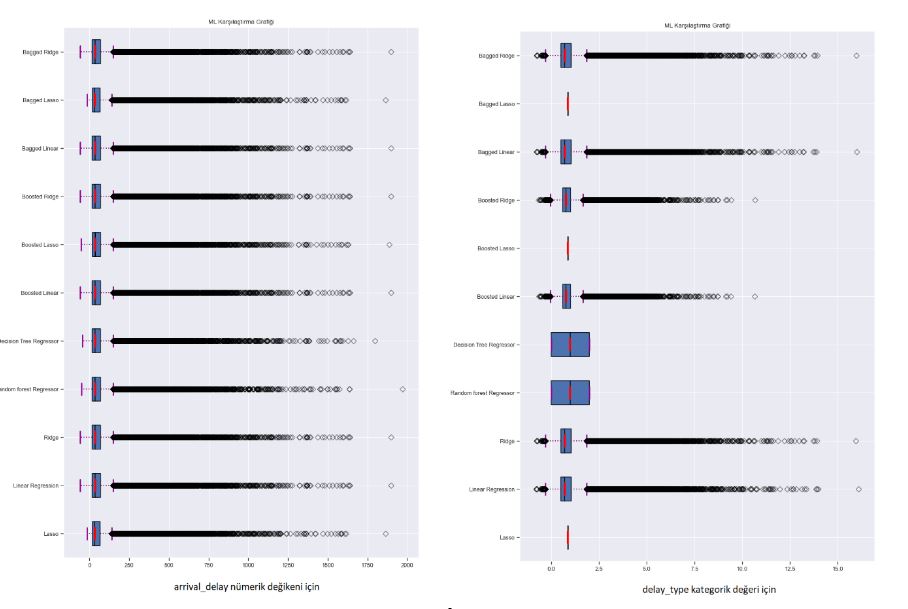 ML Karşılaştırma Grafiği
Bagged Ridge
Bagged Lasso
Bagged Linear
Boosted Ridge
Boosted Lasso
Boosted Linear
Decision Tree Regressor
andom forest Regressor
Ridge
Linear Regression
Lasso
0 250 500 750 1000 1250 1500 1750 2000
arrival_delay nümerik değikeni için
ML Karşılaştırma Grafiği
Bagged Ridge
Bagged Lasso
Bagged Linear
Boosted Ridge
Boosted Lasso
Boosted Linear
Decision Tree Regressor
Random forest Regressor
Ridge
Linear Regression
Lasso
0.0 2.5 5.0 7.5 10.0 12.5 15.0
delay_type kategorik değeri için